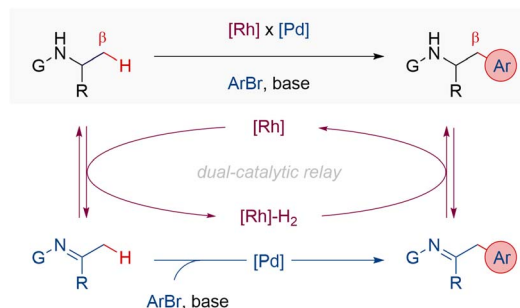 [Rh] x [Pd]
H
N
β
G
H
R
ArBr, base
H
N
β
G
Ar
R
[Rh]
dual-catalytic relay
[Rh]-H₂
G N
H
R
[Pd]
ArBr, base
G N
Ar
R